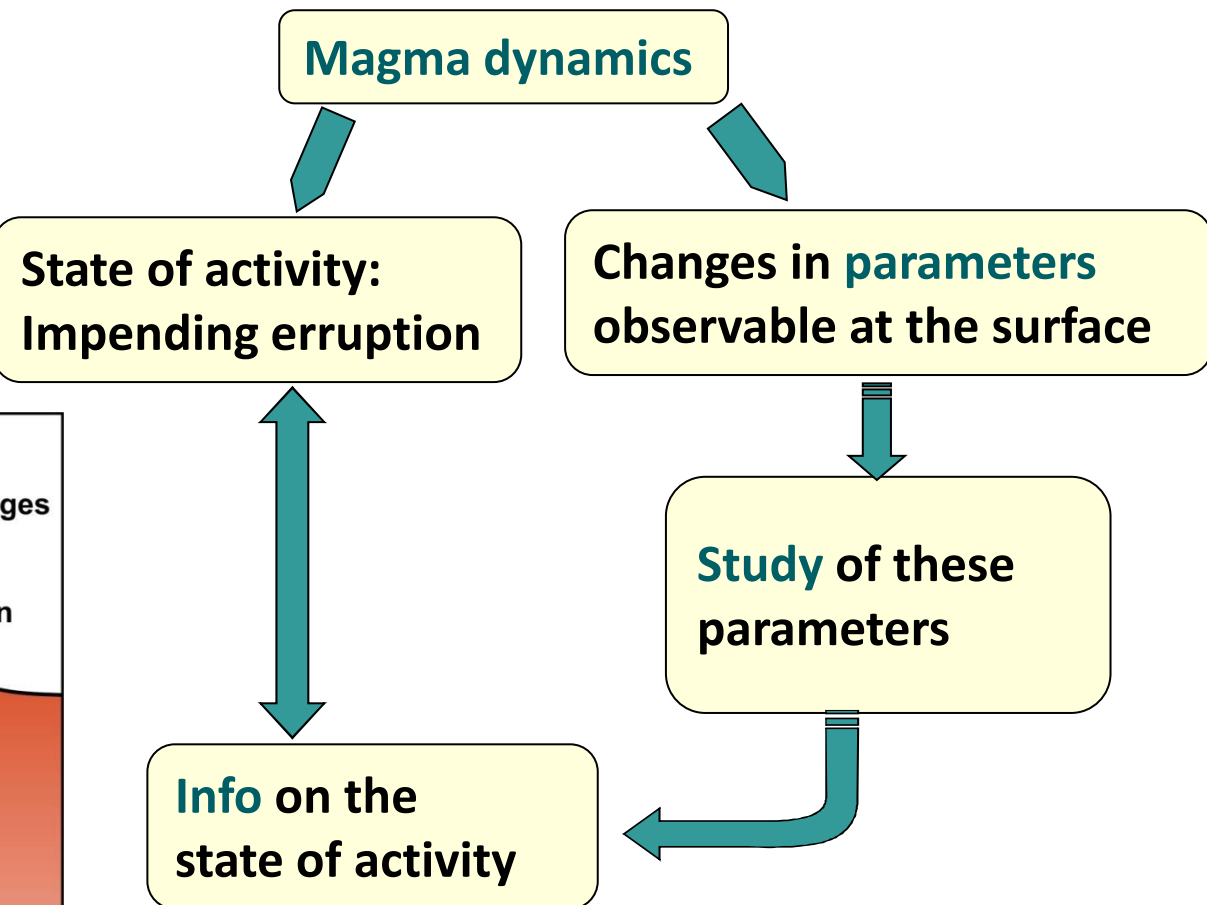 Magma dynamics
State of activity:
Impending erruption
Changes in parameters
observable at the surface
Study of these
parameters
Info on the
state of activity